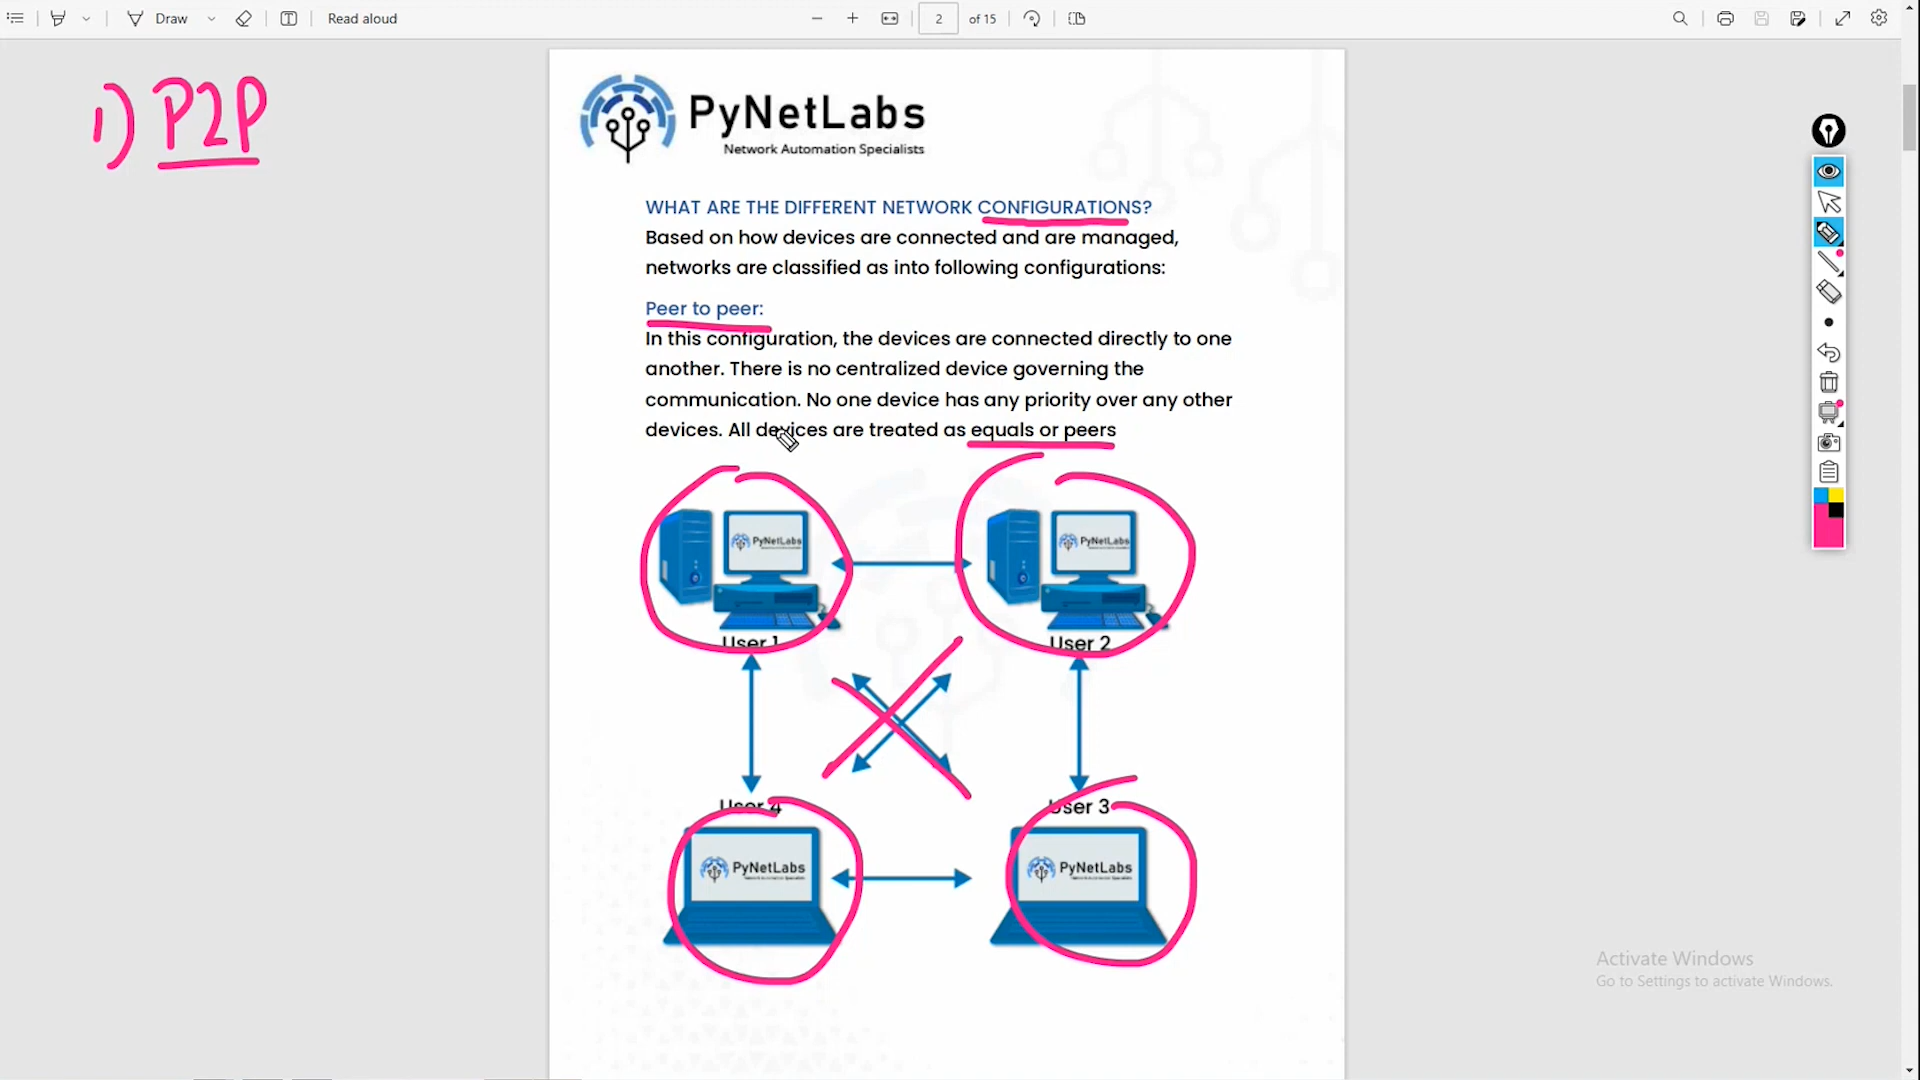 Draw
Read aloud
2
of 15
1) P2P
PyNetLabs
Network Automation Specialists
WHAT ARE THE DIFFERENT NETWORK CONFIGURATIONS?
Based on how devices are connected and are managed,
networks are classified as into following configurations:
Peer to peer:
In this configuration, the devices are connected directly to one
another. There is no centralized device governing the
communication. No one device has any priority over any other
devices. All devices are treated as equals or peers
PyNetLabs
PyNetLabs
User 1
User 2
User 4
User 3
PyNetLabs
PyNetLabs
Activate Windows
Go to Settings to activate Windows.